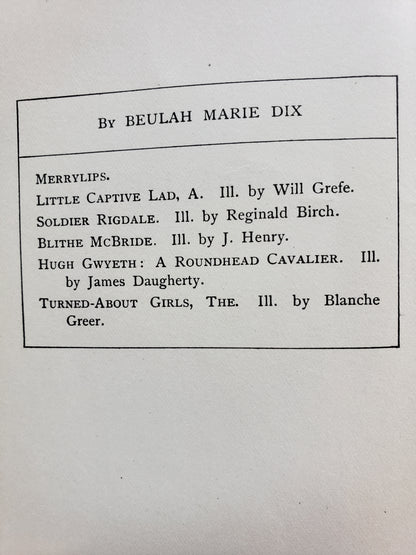 By BEULAH MARIE DIX
Merrylips.
Little Captive Lad, A. Ill. by Will Grefe.
Soldier Rigdale. Ill. by Reginald Birch.
Blithe McBride. Ill. by J. Henry.
Hugh Gwyeth: A Roundhead Cavalier. Ill.
by James Daugherty.
Turned-About Girls, The. Ill. by Blanche
Greer.